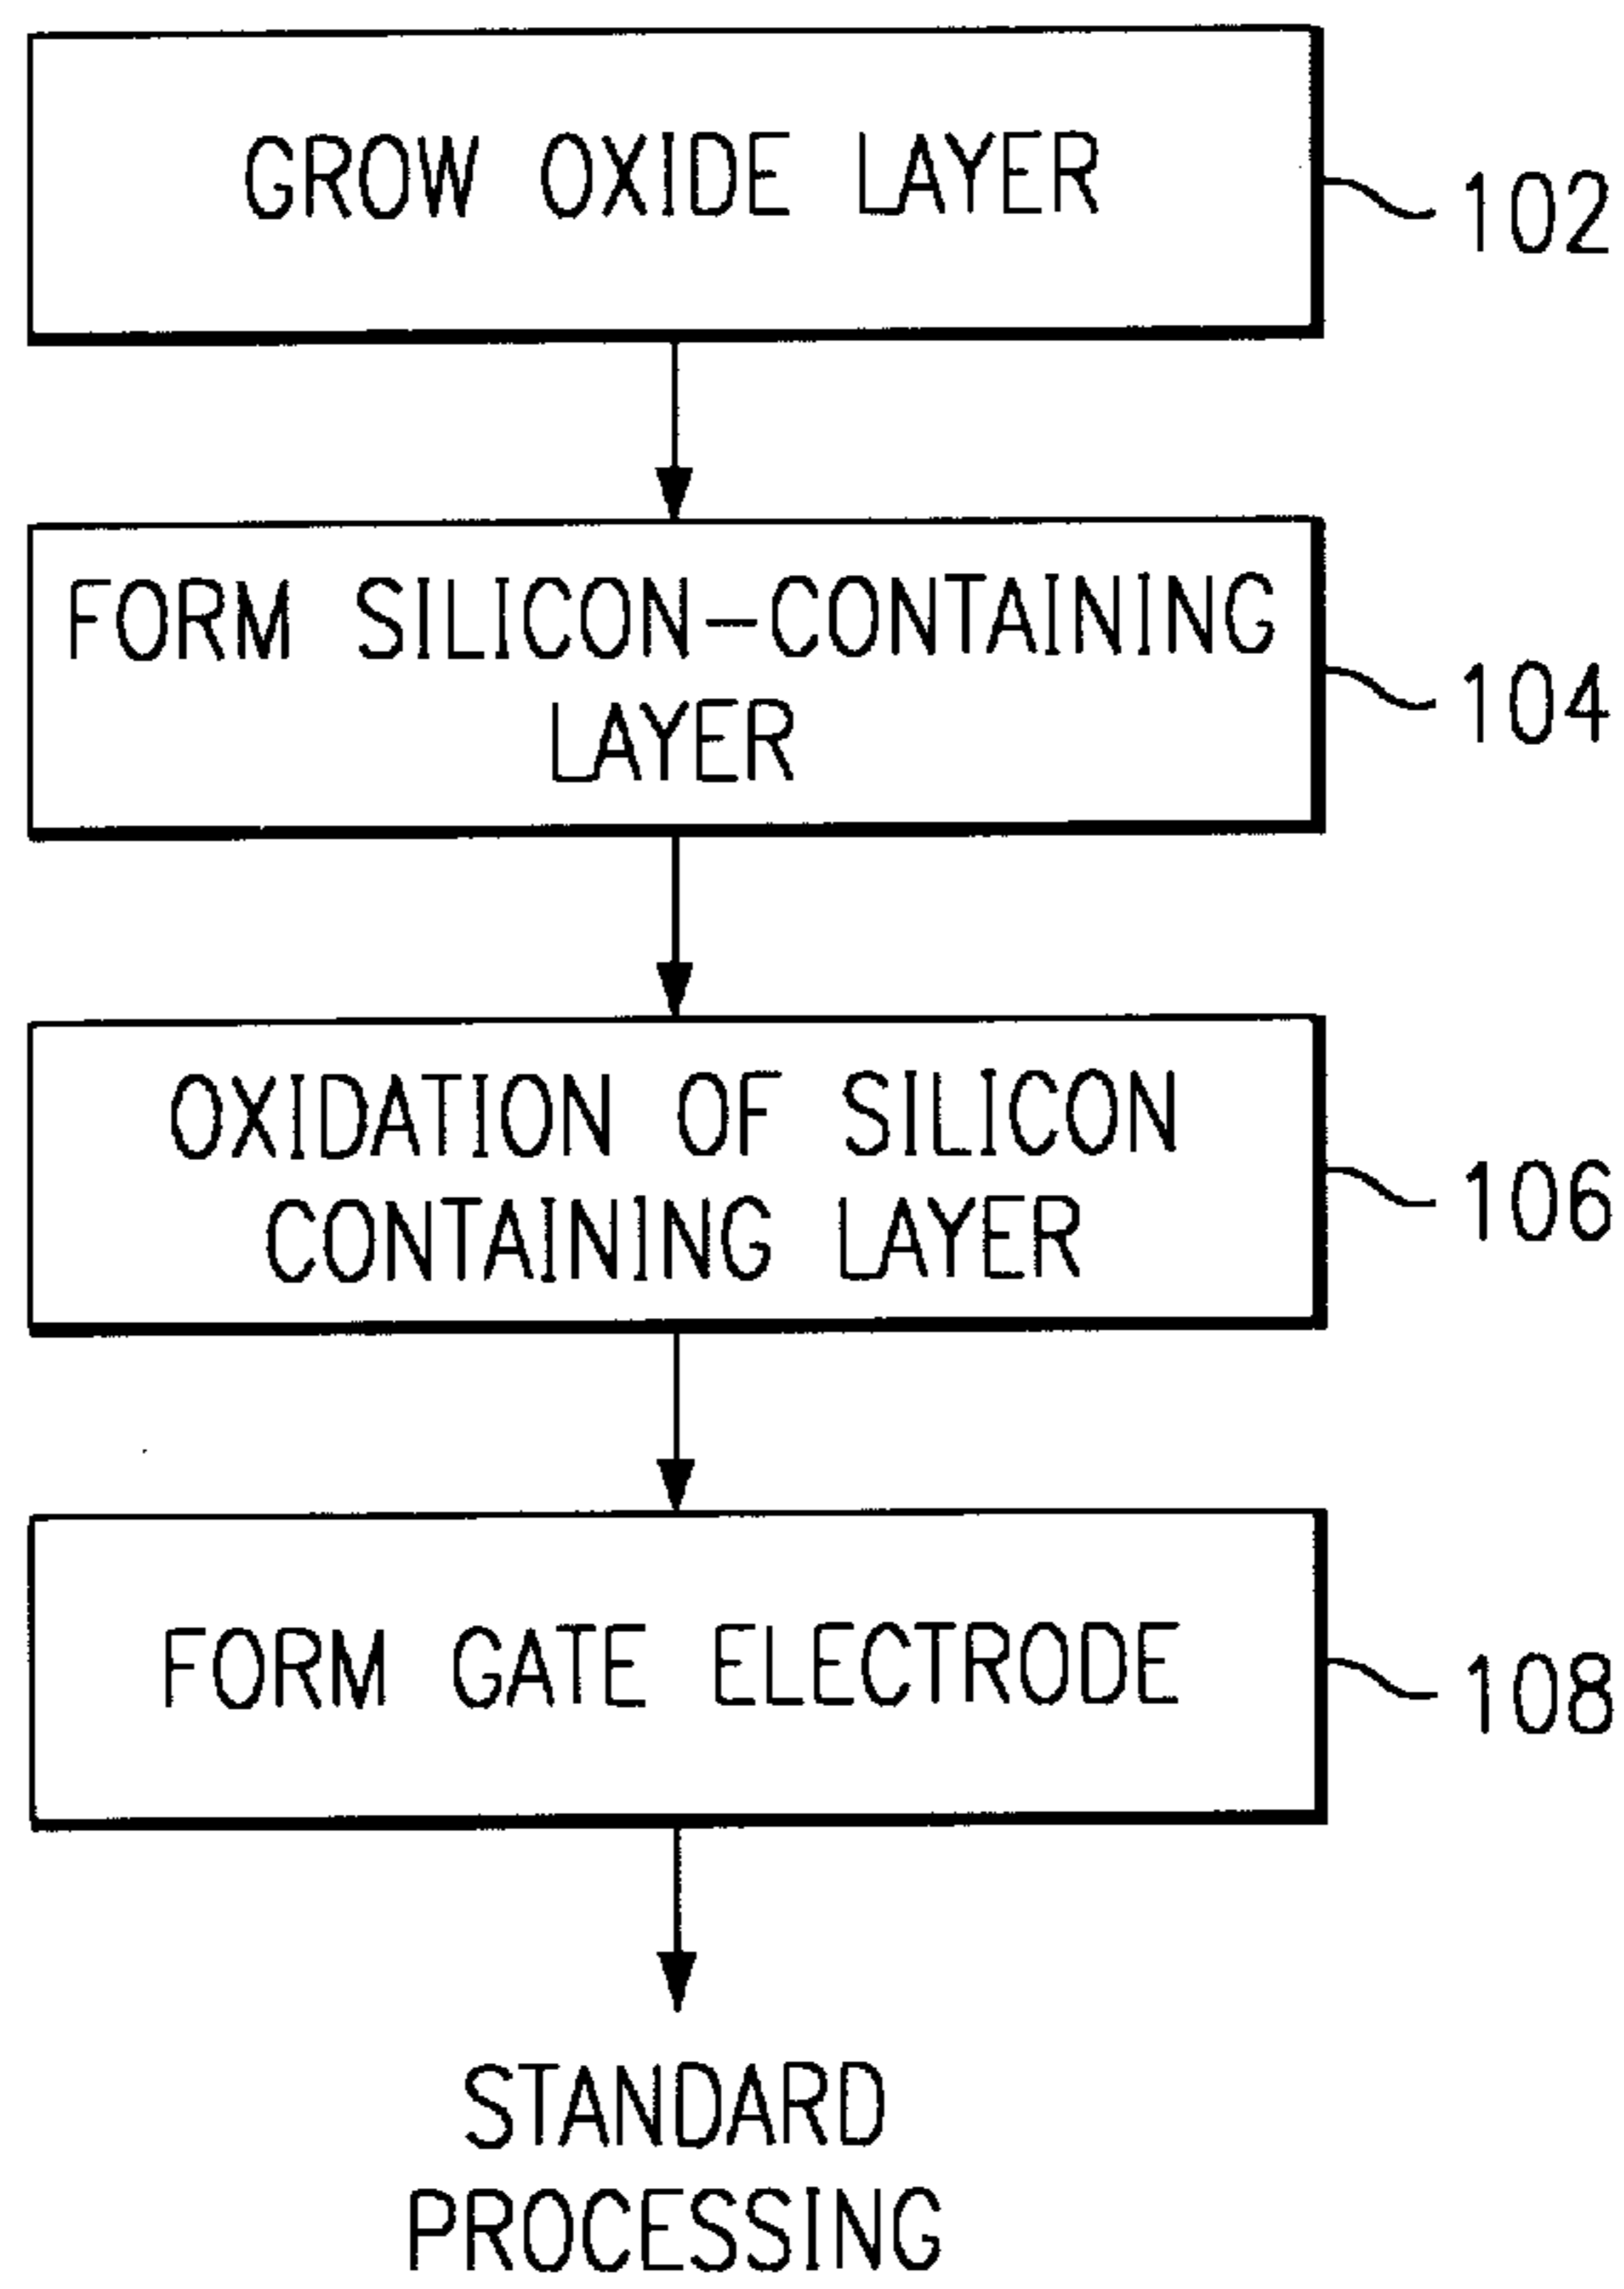 GROW OXIDE LAYER
102
FORM SILICON-CONTAINING
LAYER
104
OXIDATION OF SILICON
CONTAINING LAYER
106
FORM GATE ELECTRODE
108
STANDARD
PROCESSING